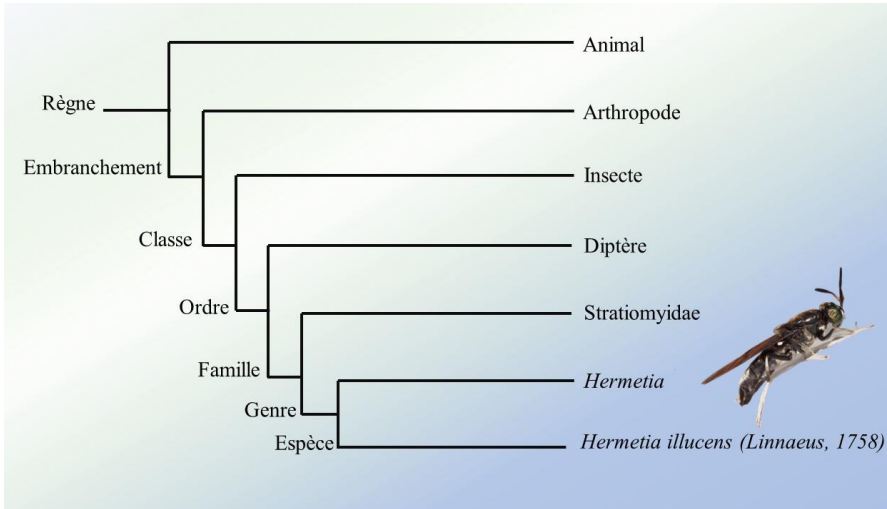 Animal
Règne
Arthropode
Embranchement
Insecte
Classe
Diptère
Ordre
Stratiomyidae
Famille
Hermetia
Genre
Espèce
Hermetia illucens (Linnaeus, 1758)